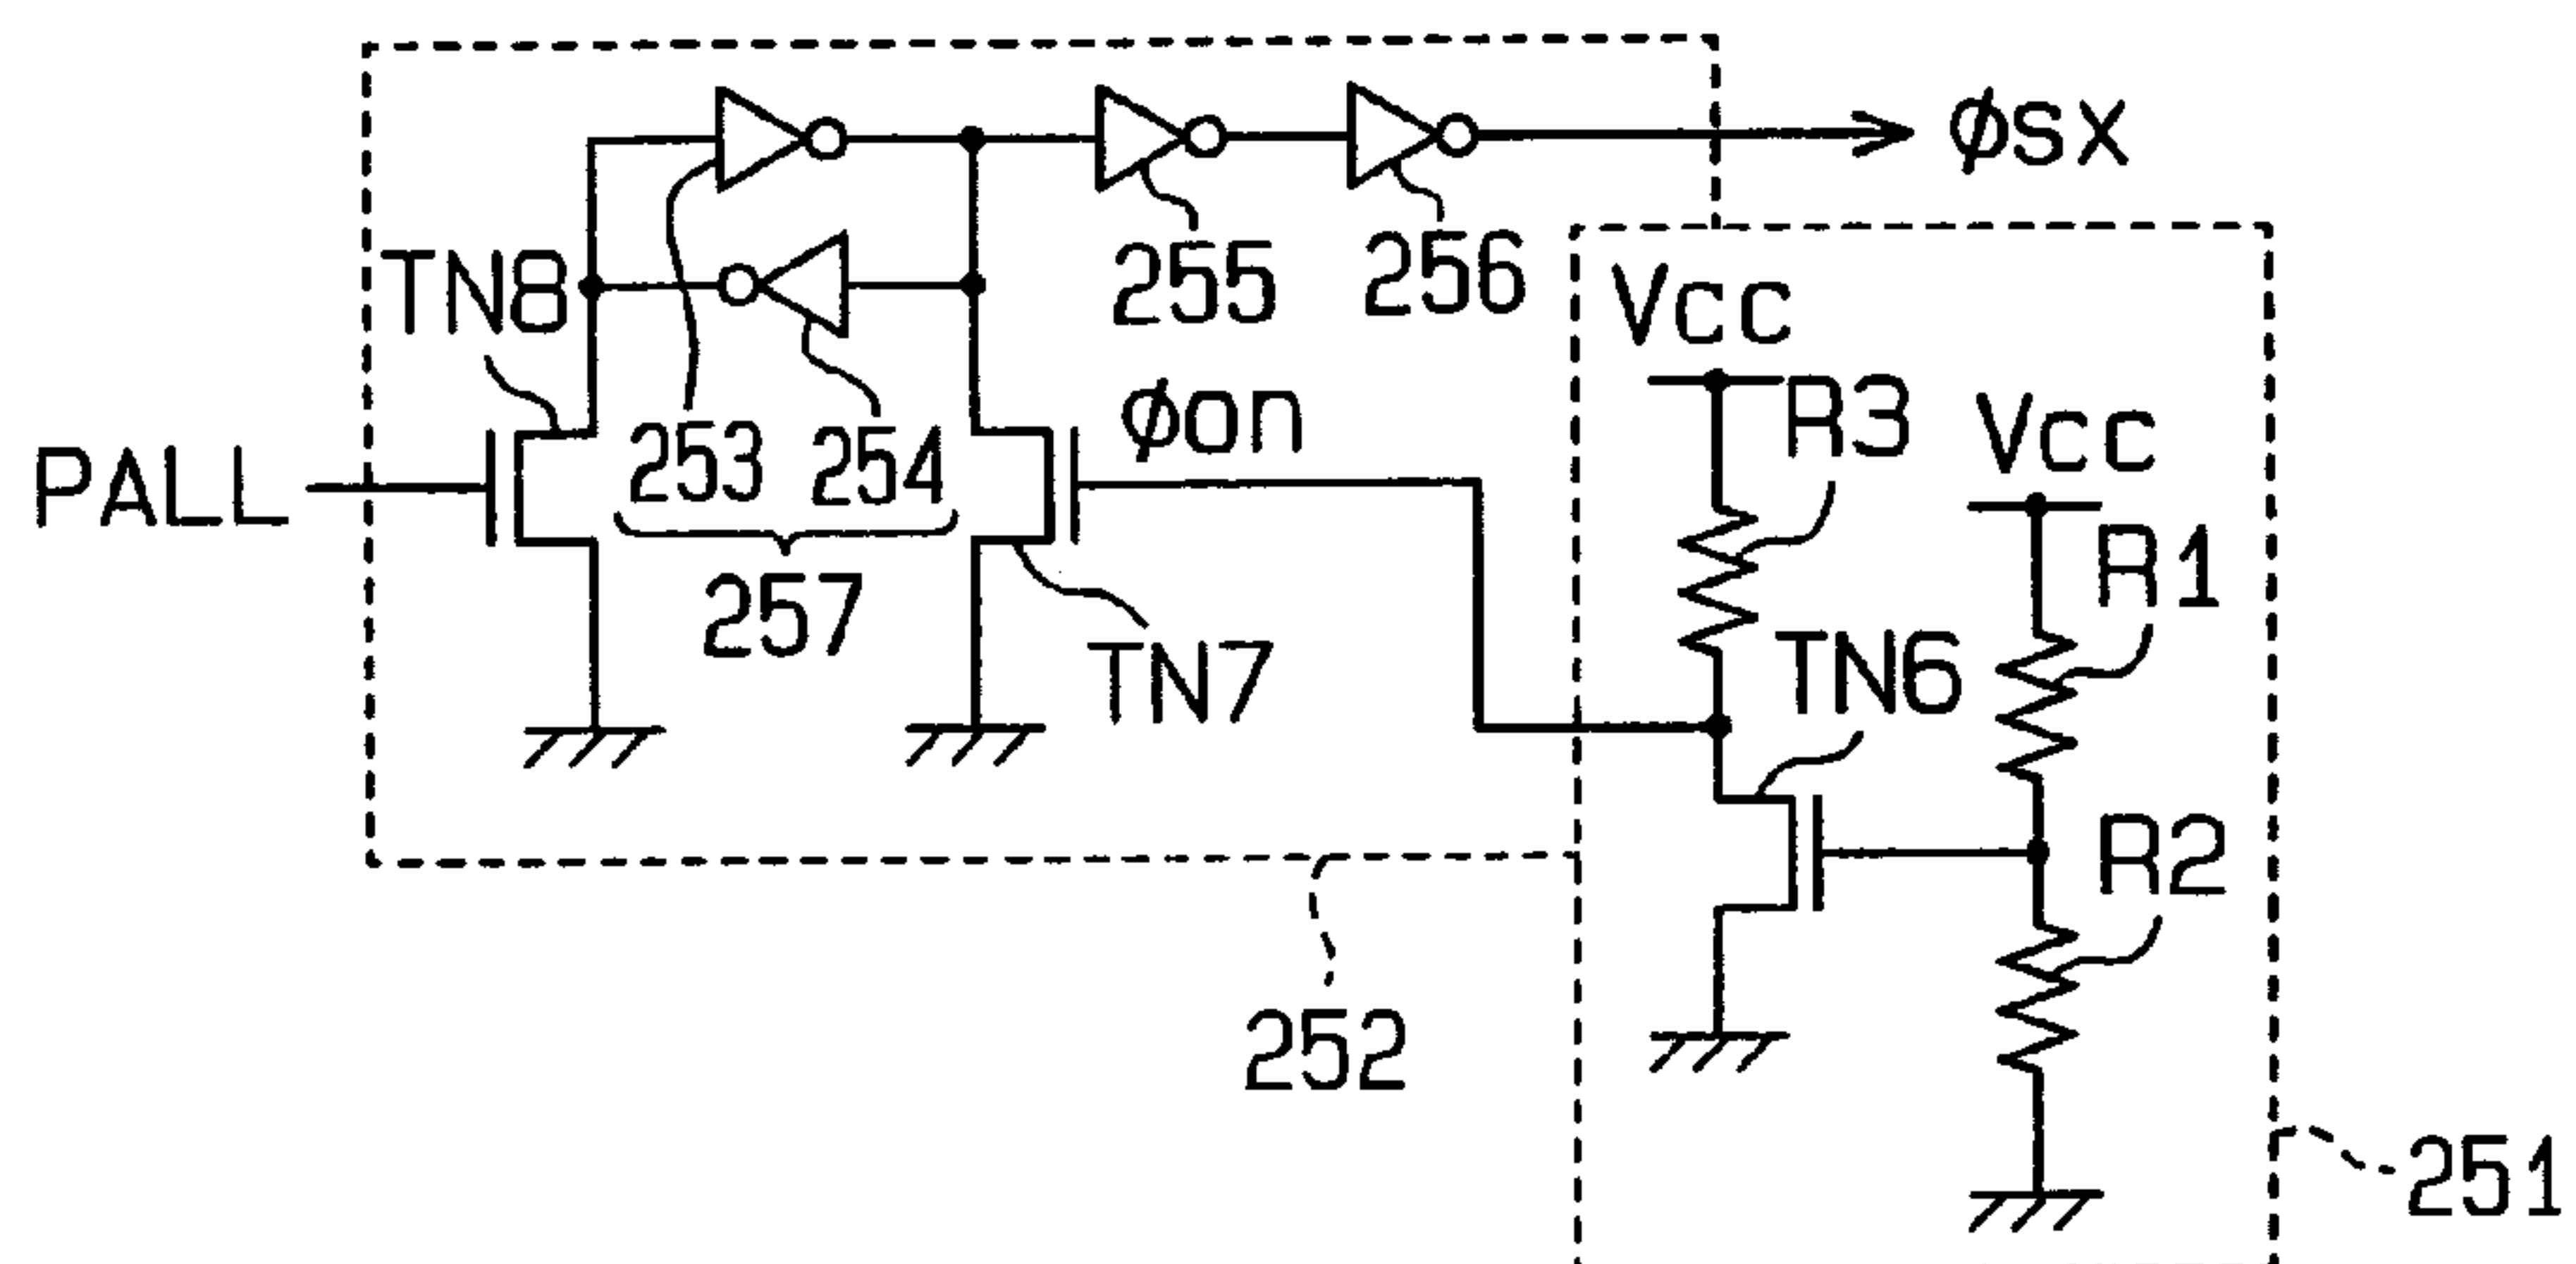 φsx
TN8
255
256
Vcc
R3
Vcc
φon
PALL
253
254
R1
257
TN7
TN6
R2
252
251